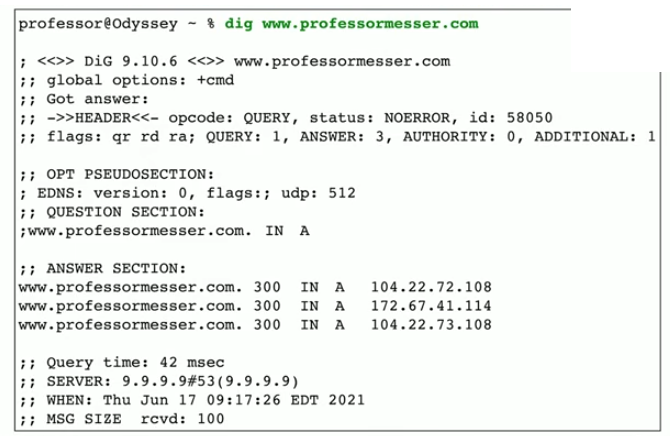 professor@Odyssey ~ % dig www.professormesser.com
; <<>> DiG 9.10.6 <<>> www.professormesser.com
;; global options: +cmd
;; Got answer:
;; ->>HEADER<<- opcode: QUERY, status: NOERROR, id: 58050
;; flags: qr rd ra; QUERY: 1, ANSWER: 3, AUTHORITY: 0, ADDITIONAL: 1
;; OPT PSEUDOSECTION:
; EDNS: version: 0, flags:; udp: 512
;; QUESTION SECTION:
;www.professormesser.com. IN A
;; ANSWER SECTION:
www.professormesser.com. 300 IN A 104.22.72.108
www.professormesser.com. 300 IN A 172.67.41.114
www.professormesser.com. 300 IN A 104.22.73.108
;; Query time: 42 msec
;; SERVER: 9.9.9.9#53(9.9.9.9)
;; WHEN: Thu Jun 17 09:17:26 EDT 2021
;; MSG SIZE rcvd: 100